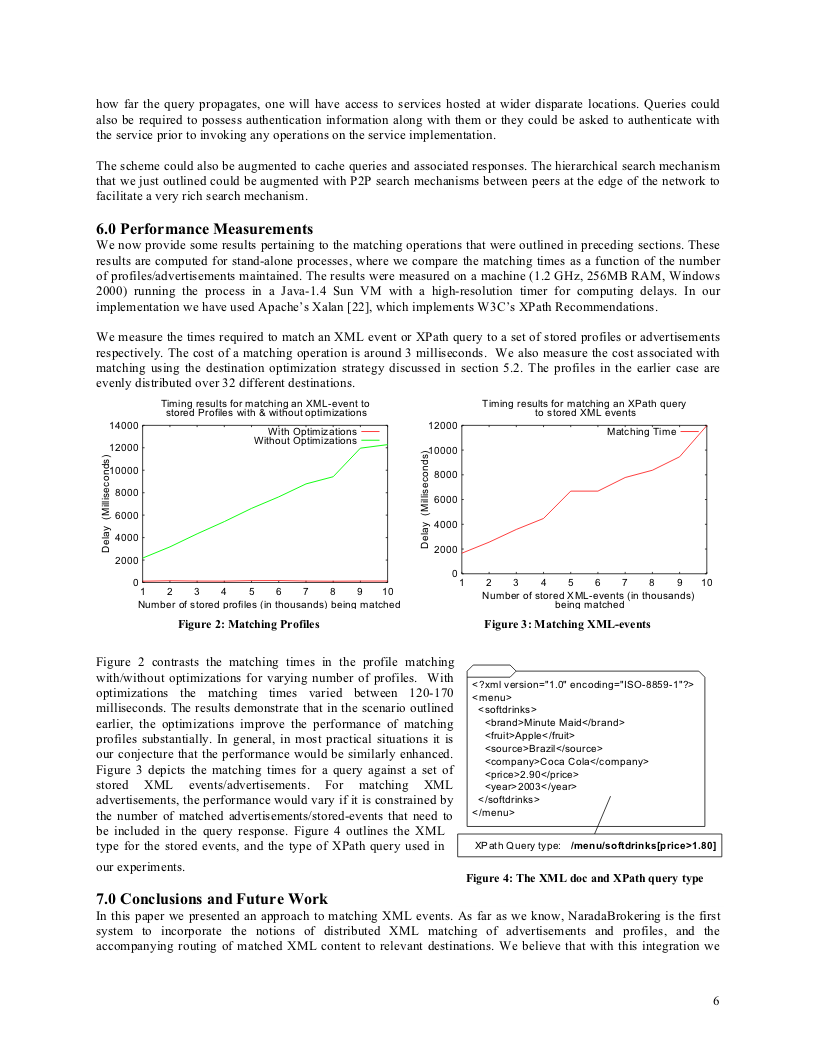 how far the query propagates, one will have access to services hosted at wider disparate locations. Queries could
also be required to possess authentication information along with them or they could be asked to authenticate with
the service prior to invoking any operations on the service implementation.
The scheme could also be augmented to cache queries and associated responses. The hierarchical search mechanism
that we just outlined could be augmented with P2P search mechanisms between peers at the edge of the network to
facilitate a very rich search mechanism.
6.0 Performance Measurements
We now provide some results pertaining to the matching operations that were outlined in preceding sections. These
results are computed for stand-alone processes, where we compare the matching times as a function of the number
of profiles/advertisements maintained. The results were measured on a machine (1.2 GHz, 256MB RAM, Windows
2000) running the process in a Java-1.4 Sun VM with a high-resolution timer for computing delays. In our
implementation we have used Apache's Xalan [22], which implements W3C's XPath Recommendations.
We measure the times required to match an XML event or XPath query to a set of stored profiles or advertisements
respectively. The cost of a matching operation is around 3 milliseconds. We also measure the cost associated with
matching using the destination optimization strategy discussed in section 5.2. The profiles in the earlier case are
evenly distributed over 32 different destinations.
Timing results for matching an XML-event to
stored Profiles with & without optimizations
14000
12000
10000
8000
6000
4000
2000
0
Delay (Milliseconds)
With Optimizations
Without Optimizations
1 2 3 4 5 6 7 8 9 10
Number of stored profiles (in thousands) being matched
Figure 2: Matching Profiles
Timing results for matching an XPath query
to stored XML events
12000
10000
8000
6000
4000
2000
0
Delay (Milliseconds)
Matching Time
1 2 3 4 5 6 7 8 9 10
Number of stored XML-events (in thousands)
being matched
Figure 3: Matching XML-events
Figure 2 contrasts the matching times in the profile matching
with/without optimizations for varying number of profiles. With
optimizations the matching times varied between 120-170
milliseconds. The results demonstrate that in the scenario outlined
earlier, the optimizations improve the performance of matching
profiles substantially. In general, in most practical situations it is
our conjecture that the performance would be similarly enhanced.
Figure 3 depicts the matching times for a query against a set of
stored XML events/advertisements. For matching XML
advertisements, the performance would vary if it is constrained by
the number of matched advertisements/stored-events that need to
be included in the query response. Figure 4 outlines the XML
type for the stored events, and the type of XPath query used in
our experiments.
<?xml version="1.0" encoding="ISO-8859-1"?>
<menu>
<softdrinks>
<brand>Minute Maid</brand>
<fruit>Apple</fruit>
<source>Brazil</source>
<company>Coca Cola</company>
<price>2.90</price>
<year>2003</year>
</softdrinks>
</menu>
XPath Query type: /menu/softdrinks[price>1.80]
Figure 4: The XML doc and XPath query type
7.0 Conclusions and Future Work
In this paper we presented an approach to matching XML events. As far as we know, NaradaBrokering is the first
system to incorporate the notions of distributed XML matching of advertisements and profiles, and the
accompanying routing of matched XML content to relevant destinations. We believe that with this integration we
6